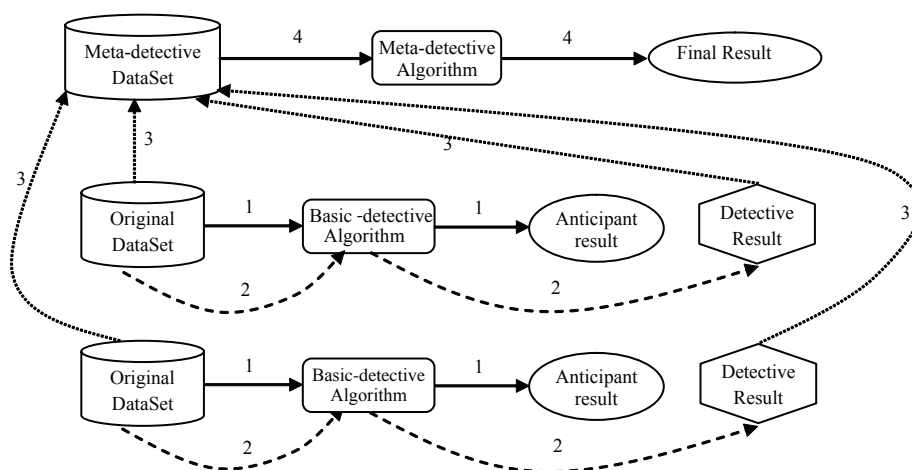 4
4
Meta-detective
DataSet
Meta-detective
Algorithm
Final Result
3
3
3
3
Original
DataSet
1
Basic -detective
Algorithm
1
Anticipant
result
Detective
Result
2
2
Original
DataSet
1
Basic-detective
Algorithm
1
Anticipant
result
Detective
Result
2
2